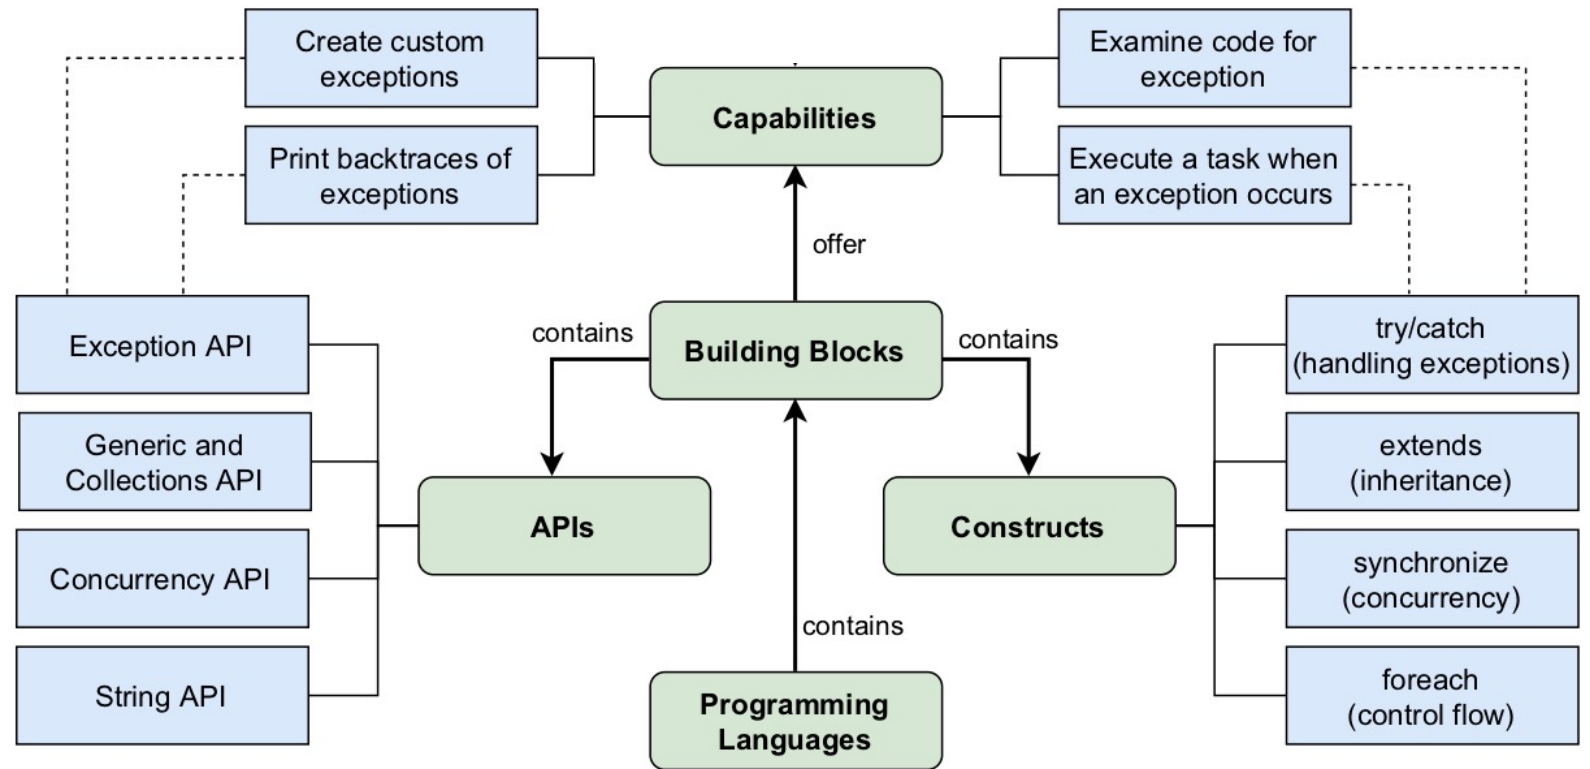 Create custom
exceptions
Print backtraces of
exceptions
Capabilities
Examine code for
exception
Execute a task when
an exception occurs
offer
Exception API
Generic and
Collections API
Concurrency API
String API
contains
Building Blocks
contains
APIs
Constructs
contains
Programming
Languages
try/catch
(handling exceptions)
extends
(inheritance)
synchronize
(concurrency)
foreach
(control flow)